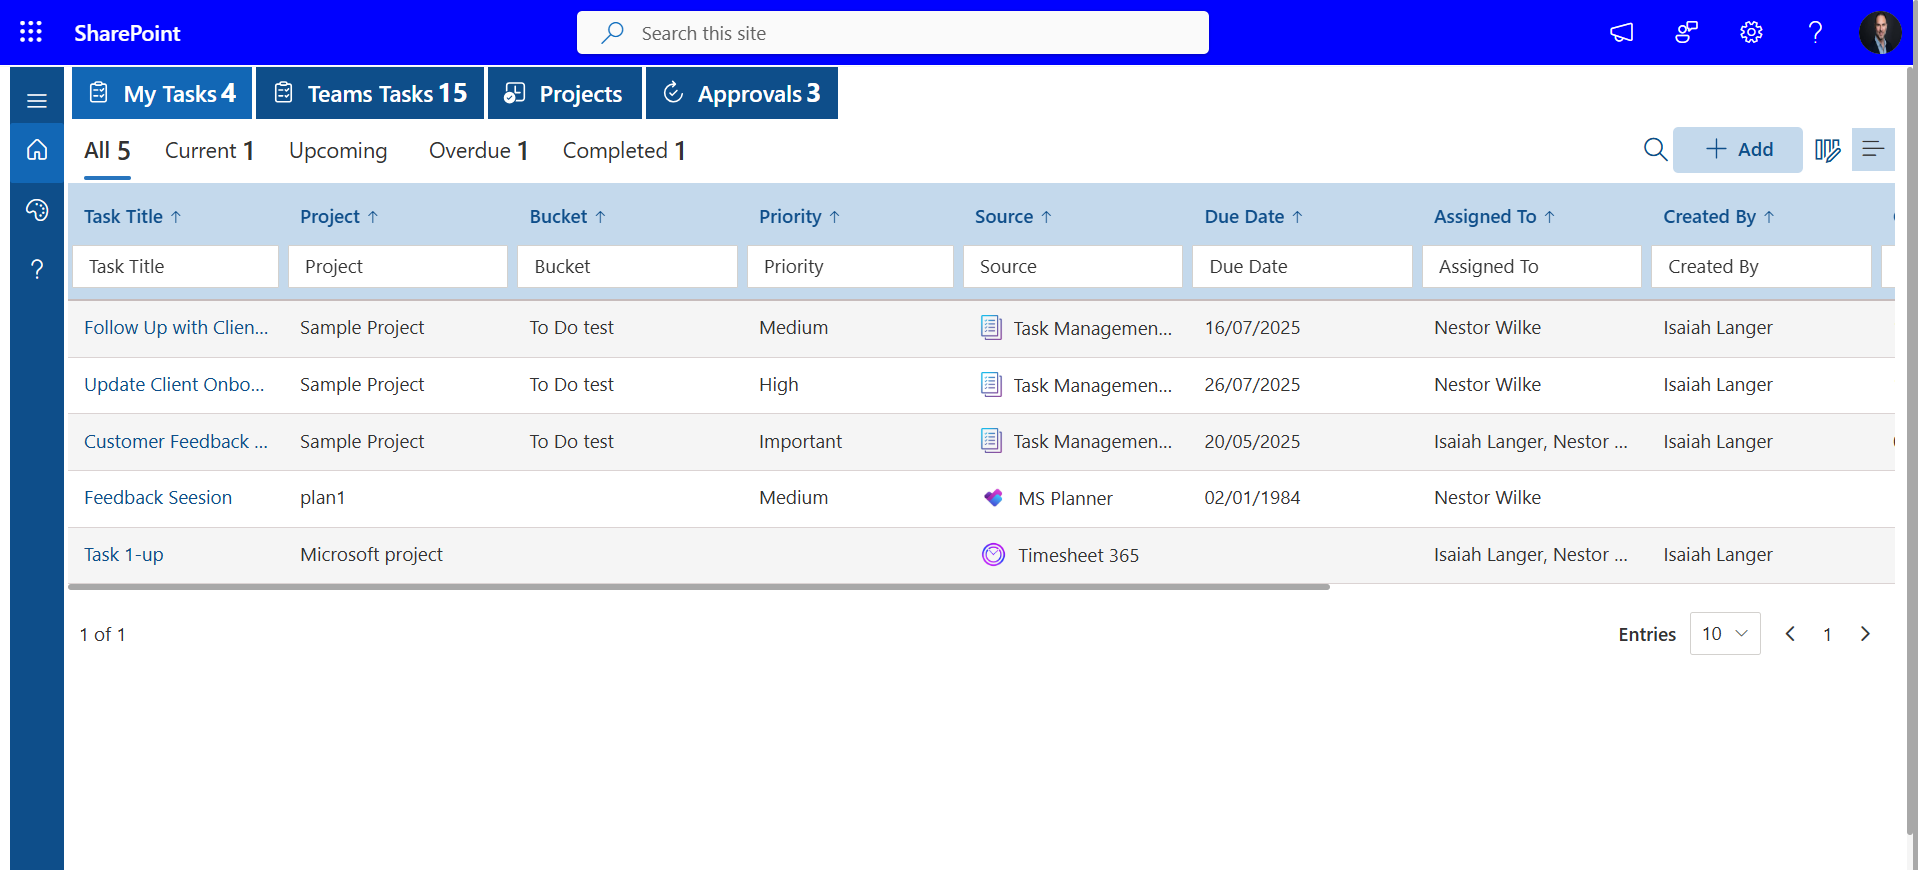 SharePoint
Search this site
My Tasks 4
Teams Tasks 15
Projects
Approvals 3
All 5
Current 1
Upcoming
Overdue 1
Completed 1
Add
Task Title ↑ Project ↑ Bucket ↑ Priority ↑ Source ↑ Due Date ↑ Assigned To ↑ Created By ↑
Task Title Project Bucket Priority Source Due Date Assigned To Created By
Follow Up with Clien... Sample Project To Do test Medium Task Managemen... 16/07/2025 Nestor Wilke Isaiah Langer
Update Client Onbo... Sample Project To Do test High Task Managemen... 26/07/2025 Nestor Wilke Isaiah Langer
Customer Feedback ... Sample Project To Do test Important Task Managemen... 20/05/2025 Isaiah Langer, Nestor ... Isaiah Langer
Feedback Seesion plan1 Medium MS Planner 02/01/1984 Nestor Wilke
Task 1-up Microsoft project Timesheet 365 Isaiah Langer, Nestor ... Isaiah Langer
1 of 1
Entries 10 1